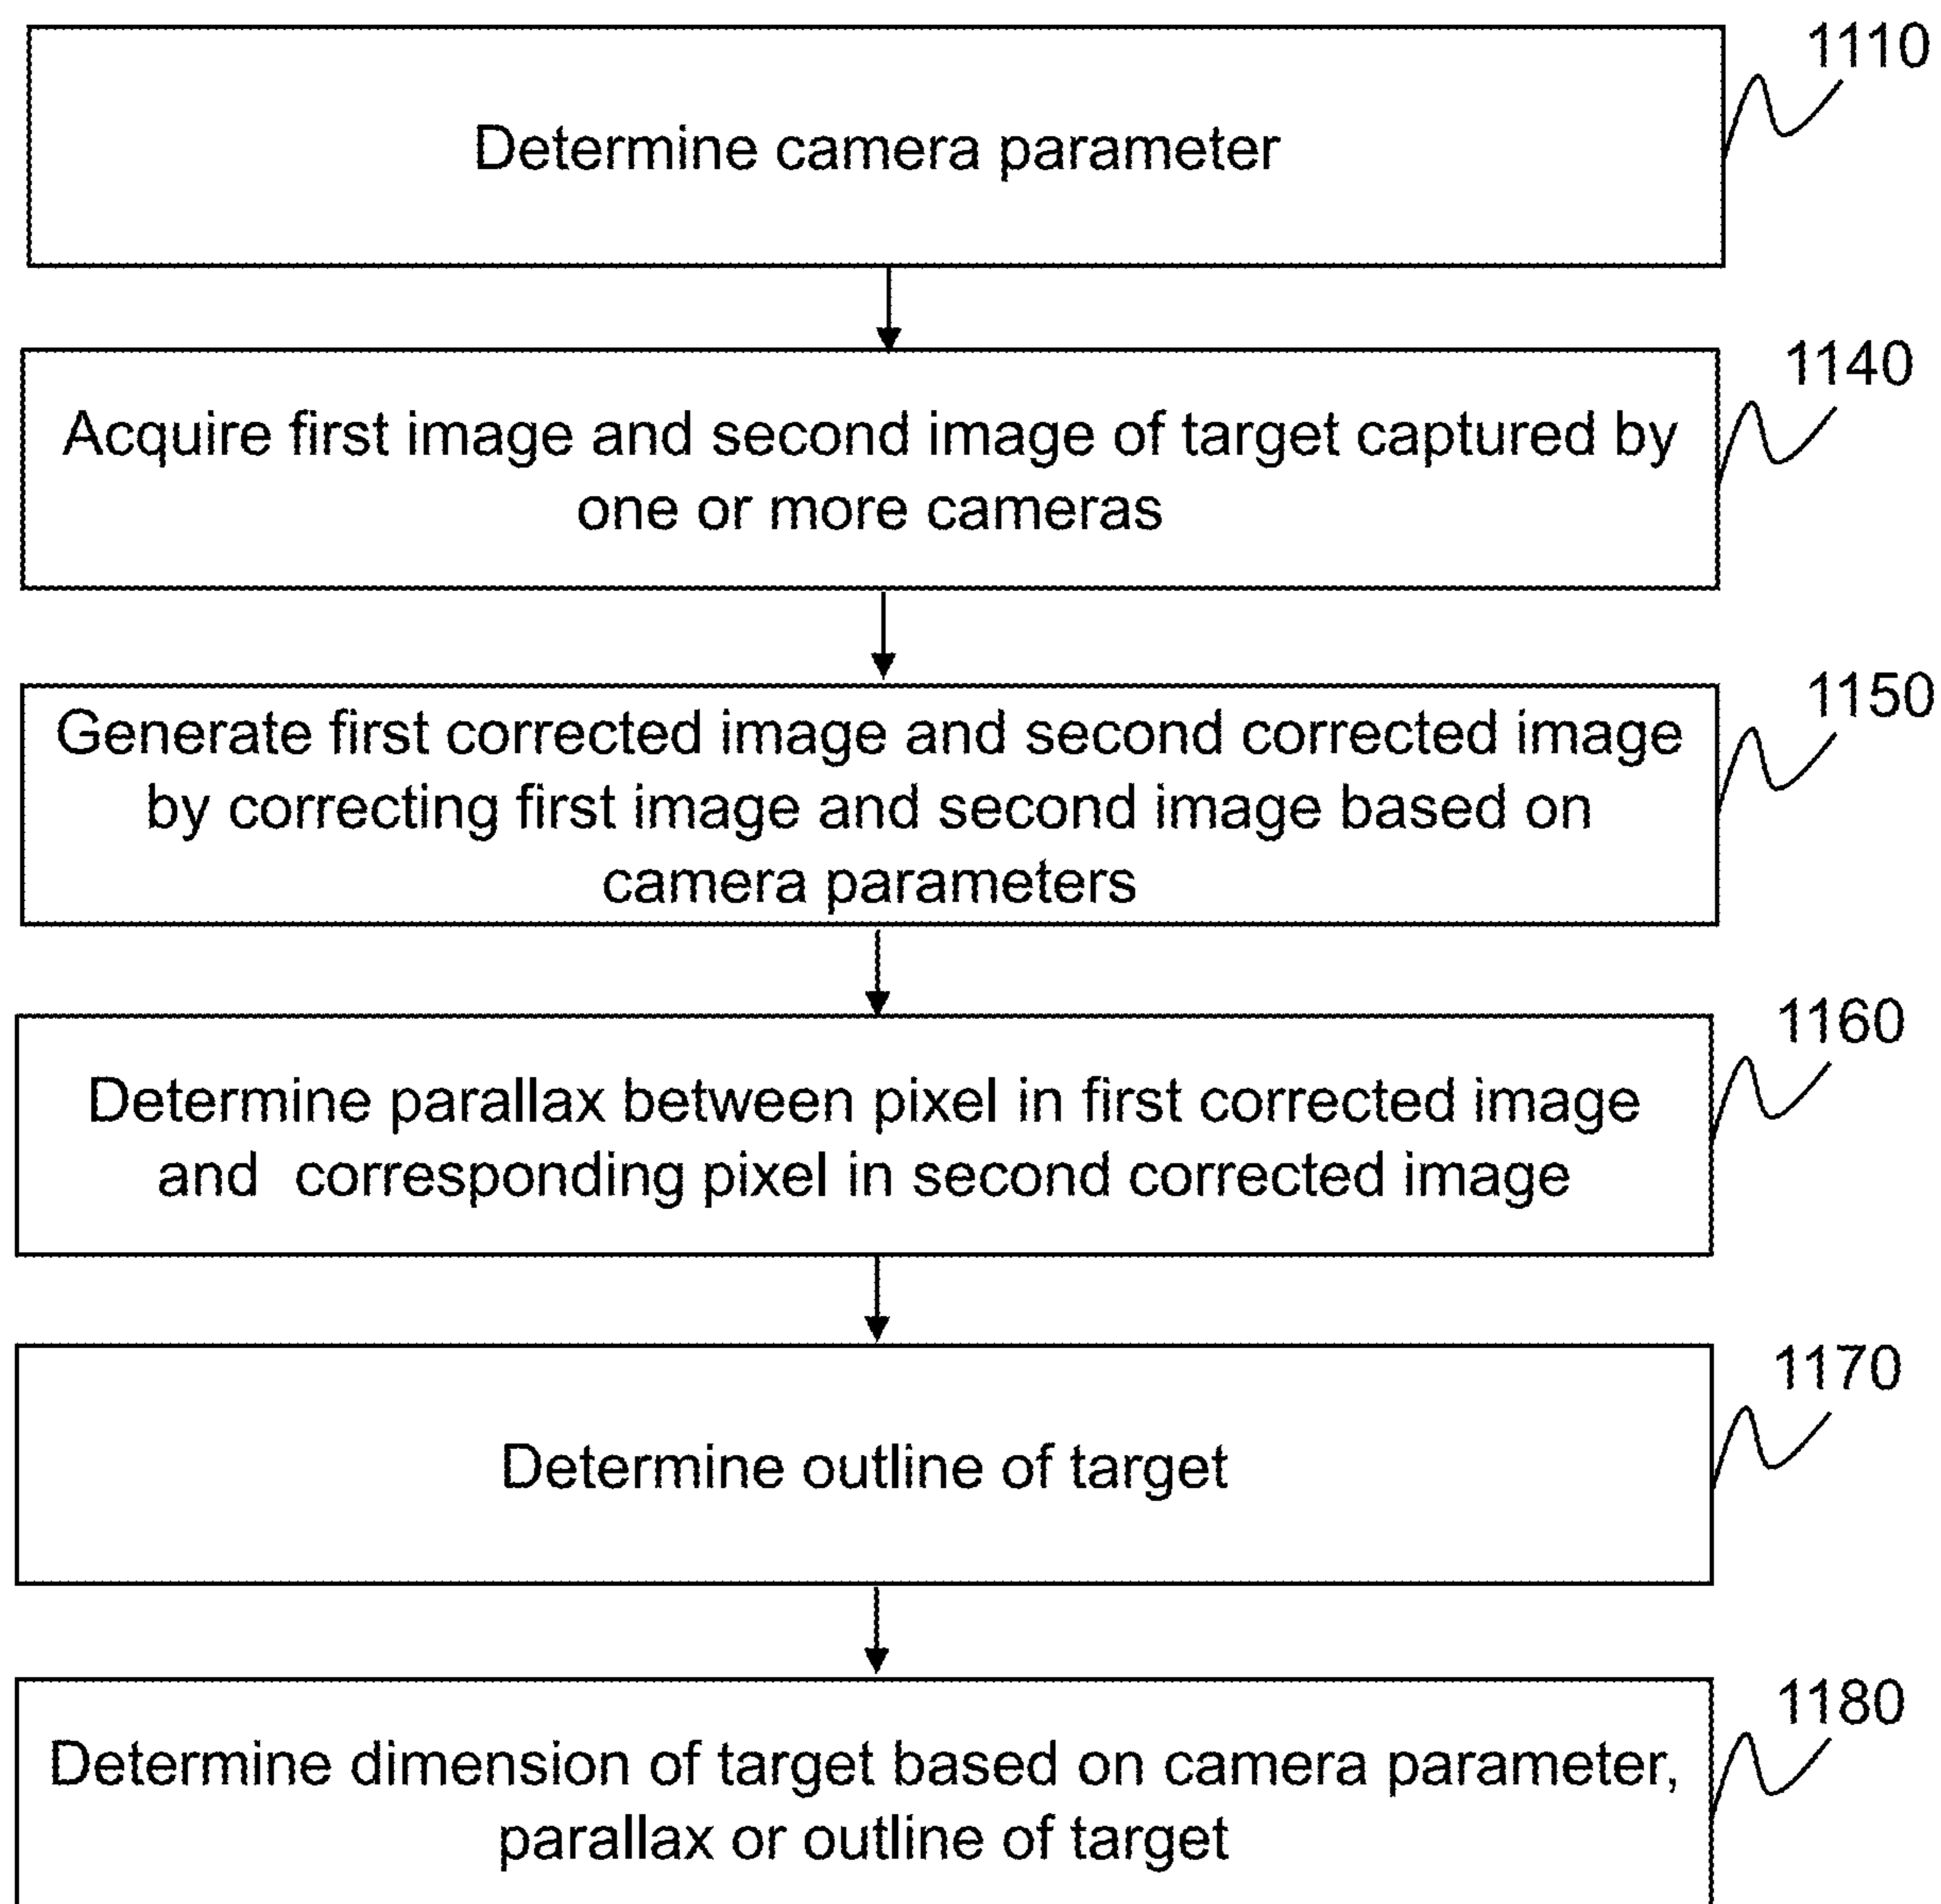 1110
Determine camera parameter
1140
Acquire first image and second image of target captured by
one or more cameras
1150
Generate first corrected image and second corrected image
by correcting first image and second image based on
camera parameters
1160
Determine parallax between pixel in first corrected image
and corresponding pixel in second corrected image
1170
Determine outline of target
1180
Determine dimension of target based on camera parameter,
parallax or outline of target